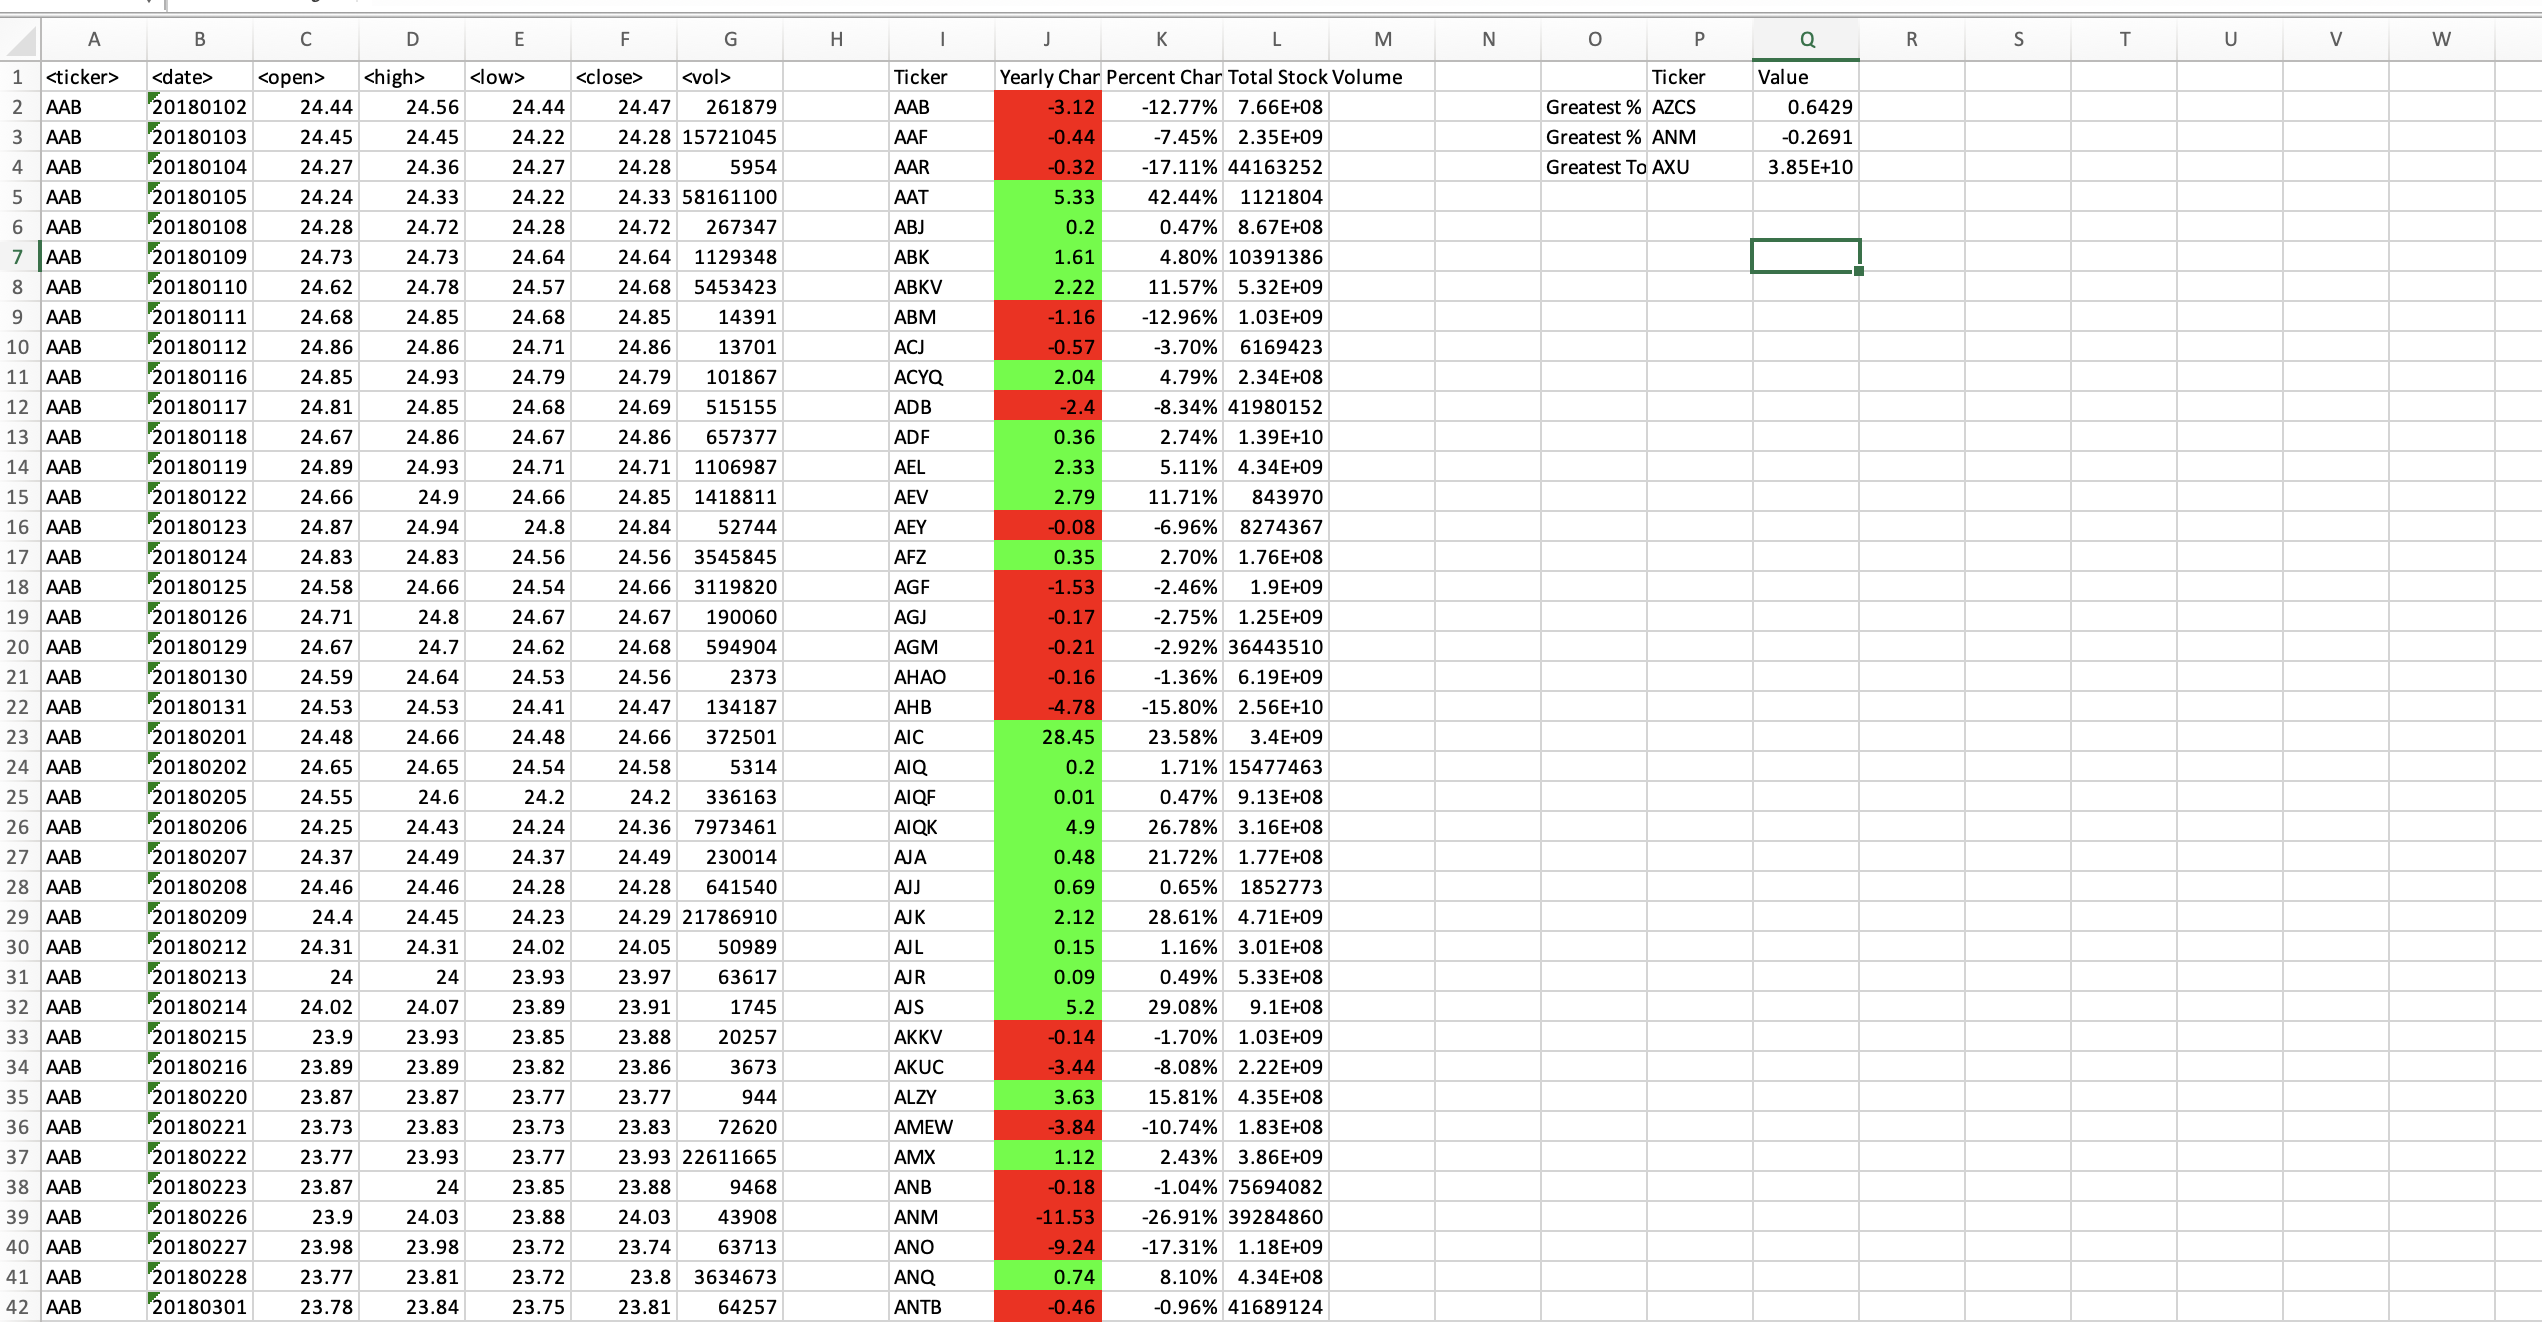 A B C D E F G H I J K L M N O P Q R S T U V W
1 <ticker> <date> <open> <high> <low> <close> <vol> Ticker Yearly Char Percent Char Total Stock Volume Ticker Value
2 AAB 20180102 24.44 24.56 24.44 24.47 261879 AAB -3.12 -12.77% 7.66E+08 Greatest % AZCS 0.6429
3 AAB 20180103 24.45 24.45 24.22 24.28 15721045 AAF -0.44 -7.45% 2.35E+09 Greatest % ANM -0.2691
4 AAB 20180104 24.27 24.36 24.27 24.28 5954 AAR -0.32 -17.11% 44163252 Greatest To AXU 3.85E+10
5 AAB 20180105 24.24 24.33 24.22 24.33 58161100 AAT 5.33 42.44% 1121804
6 AAB 20180108 24.28 24.72 24.28 24.72 267347 ABJ 0.2 0.47% 8.67E+08
7 AAB 20180109 24.73 24.73 24.64 24.64 1129348 ABK 1.61 4.80% 10391386
8 AAB 20180110 24.62 24.78 24.57 24.68 5453423 ABKV 2.22 11.57% 5.32E+09
9 AAB 20180111 24.68 24.85 24.68 24.85 14391 ABM -1.16 -12.96% 1.03E+09
10 AAB 20180112 24.86 24.86 24.71 24.86 13701 ACJ -0.57 -3.70% 6169423
11 AAB 20180116 24.85 24.93 24.79 24.79 101867 ACYQ 2.04 4.79% 2.34E+08
12 AAB 20180117 24.81 24.85 24.68 24.69 515155 ADB -2.4 -8.34% 41980152
13 AAB 20180118 24.67 24.86 24.67 24.86 657377 ADF 0.36 2.74% 1.39E+10
14 AAB 20180119 24.89 24.93 24.71 24.71 1106987 AEL 2.33 5.11% 4.34E+09
15 AAB 20180122 24.66 24.9 24.66 24.85 1418811 AEV 2.79 11.71% 843970
16 AAB 20180123 24.87 24.94 24.8 24.84 52744 AEY -0.08 -6.96% 8274367
17 AAB 20180124 24.83 24.83 24.56 24.56 3545845 AFZ 0.35 2.70% 1.76E+08
18 AAB 20180125 24.58 24.66 24.54 24.66 3119820 AGF -1.53 -2.46% 1.9E+09
19 AAB 20180126 24.71 24.8 24.67 24.67 190060 AGJ -0.17 -2.75% 1.25E+09
20 AAB 20180129 24.67 24.7 24.62 24.68 594904 AGM -0.21 -2.92% 36443510
21 AAB 20180130 24.59 24.64 24.53 24.56 2373 AHAO -0.16 -1.36% 6.19E+09
22 AAB 20180131 24.53 24.53 24.41 24.47 134187 AHB -4.78 -15.80% 2.56E+10
23 AAB 20180201 24.48 24.66 24.48 24.66 372501 AIC 28.45 23.58% 3.4E+09
24 AAB 20180202 24.65 24.65 24.54 24.58 5314 AIQ 0.2 1.71% 15477463
25 AAB 20180205 24.55 24.6 24.2 24.2 336163 AIQF 0.01 0.47% 9.13E+08
26 AAB 20180206 24.25 24.43 24.24 24.36 7973461 AIQK 4.9 26.78% 3.16E+08
27 AAB 20180207 24.37 24.49 24.37 24.49 230014 AJA 0.48 21.72% 1.77E+08
28 AAB 20180208 24.46 24.46 24.28 24.28 641540 AJJ 0.69 0.65% 1852773
29 AAB 20180209 24.4 24.45 24.23 24.29 21786910 AJK 2.12 28.61% 4.71E+09
30 AAB 20180212 24.31 24.31 24.02 24.05 50989 AJL 0.15 1.16% 3.01E+08
31 AAB 20180213 24 24 23.93 23.97 63617 AJR 0.09 0.49% 5.33E+08
32 AAB 20180214 24.02 24.07 23.89 23.91 1745 AJS 5.2 29.08% 9.1E+08
33 AAB 20180215 23.9 23.93 23.85 23.88 20257 AKKV -0.14 -1.70% 1.03E+09
34 AAB 20180216 23.89 23.89 23.82 23.86 3673 AKUC -3.44 -8.08% 2.22E+09
35 AAB 20180220 23.87 23.87 23.77 23.77 944 ALZY 3.63 15.81% 4.35E+08
36 AAB 20180221 23.73 23.83 23.73 23.83 72620 AMEW -3.84 -10.74% 1.83E+08
37 AAB 20180222 23.77 23.93 23.77 23.93 22611665 AMX 1.12 2.43% 3.86E+09
38 AAB 20180223 23.87 24 23.85 23.88 9468 ANB -0.18 -1.04% 75694082
39 AAB 20180226 23.9 24.03 23.88 24.03 43908 ANM -11.53 -26.91% 39284860
40 AAB 20180227 23.98 23.98 23.72 23.74 63713 ANO -9.24 -17.31% 1.18E+09
41 AAB 20180228 23.77 23.81 23.72 23.8 3634673 ANQ 0.74 8.10% 4.34E+08
42 AAB 20180301 23.78 23.84 23.75 23.81 64257 ANTB -0.46 -0.96% 41689124